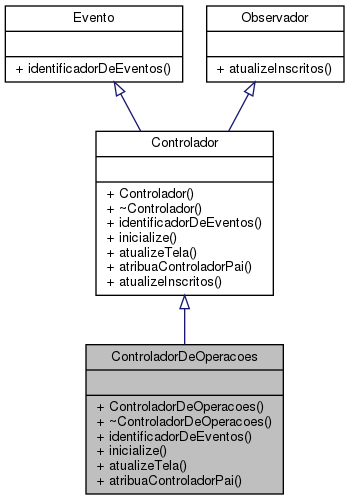 Evento
+ identificadorDeEventos()
Observador
+ atualizeInscritos()
Controlador
+ Controlador()
+ ~Controlador()
+ identificadorDeEventos()
+ inicialize()
+ atualizeTela()
+ atribuaControladorPai()
+ atualizeInscritos()
ControladorDeOperacoes
+ ControladorDeOperacoes()
+ ~ControladorDeOperacoes()
+ identificadorDeEventos()
+ inicialize()
+ atualizeTela()
+ atribuaControladorPai()